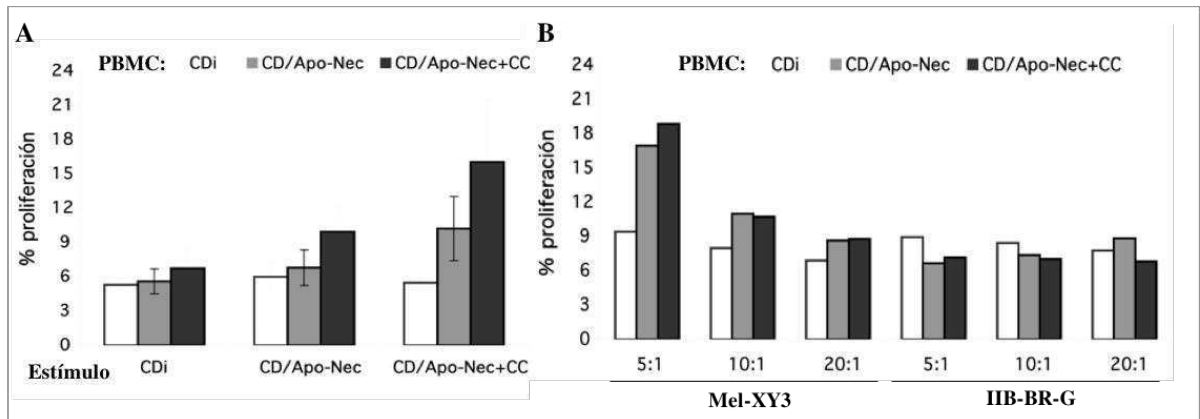 A
PBMC: CDi CD/Apo-Nec CD/Apo-Nec+CC
24
21
18
15
12
9
6
3
0
% proliferación
Estímulo CDi CD/Apo-Nec CD/Apo-Nec+CC
B
PBMC: CDi CD/Apo-Nec CD/Apo-Nec+CC
24
21
18
15
12
9
6
3
0
% proliferación
5:1 10:1 20:1 5:1 10:1 20:1
Mel-XY3 IIB-BR-G